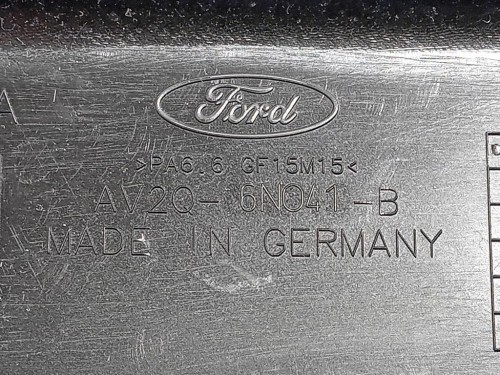 A
Ford
>PA6.6 GF15M15<
AV2Q-6N041-B
MADE IN GERMANY